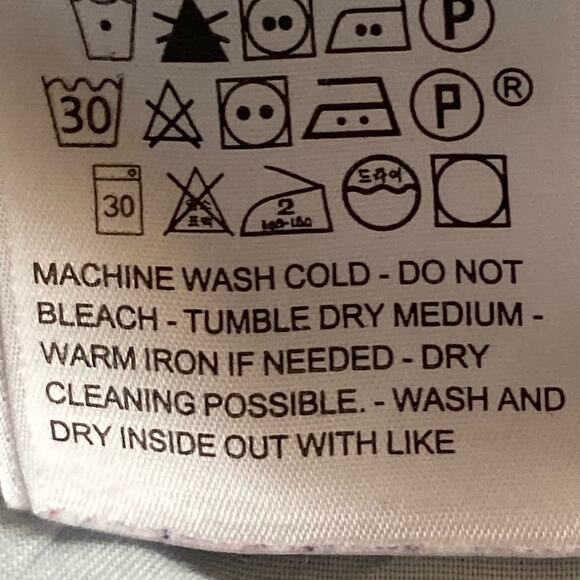 P
30 P ®
30 2 드라이
MACHINE WASH COLD - DO NOT
BLEACH - TUMBLE DRY MEDIUM -
WARM IRON IF NEEDED - DRY
CLEANING POSSIBLE. - WASH AND
DRY INSIDE OUT WITH LIKE